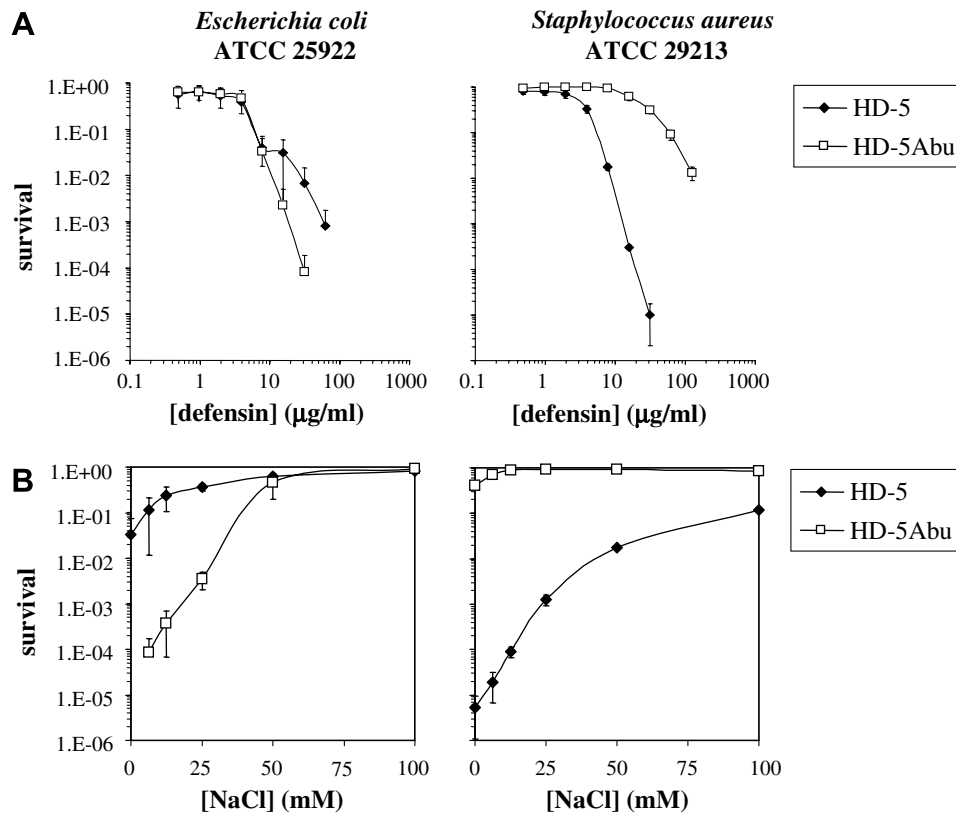 A
Escherichia coli
ATCC 25922
Staphylococcus aureus
ATCC 29213
survival
1.E+00
1.E-01
1.E-02
1.E-03
1.E-04
1.E-05
1.E-06
0.1 1 10 100 1000
[defensin] (μg/ml)
0.1 1 10 100 1000
[defensin] (μg/ml)
HD-5
HD-5Abu
B
survival
1.E+00
1.E-01
1.E-02
1.E-03
1.E-04
1.E-05
1.E-06
0 25 50 75 100
[NaCl] (mM)
0 25 50 75 100
[NaCl] (mM)
HD-5
HD-5Abu